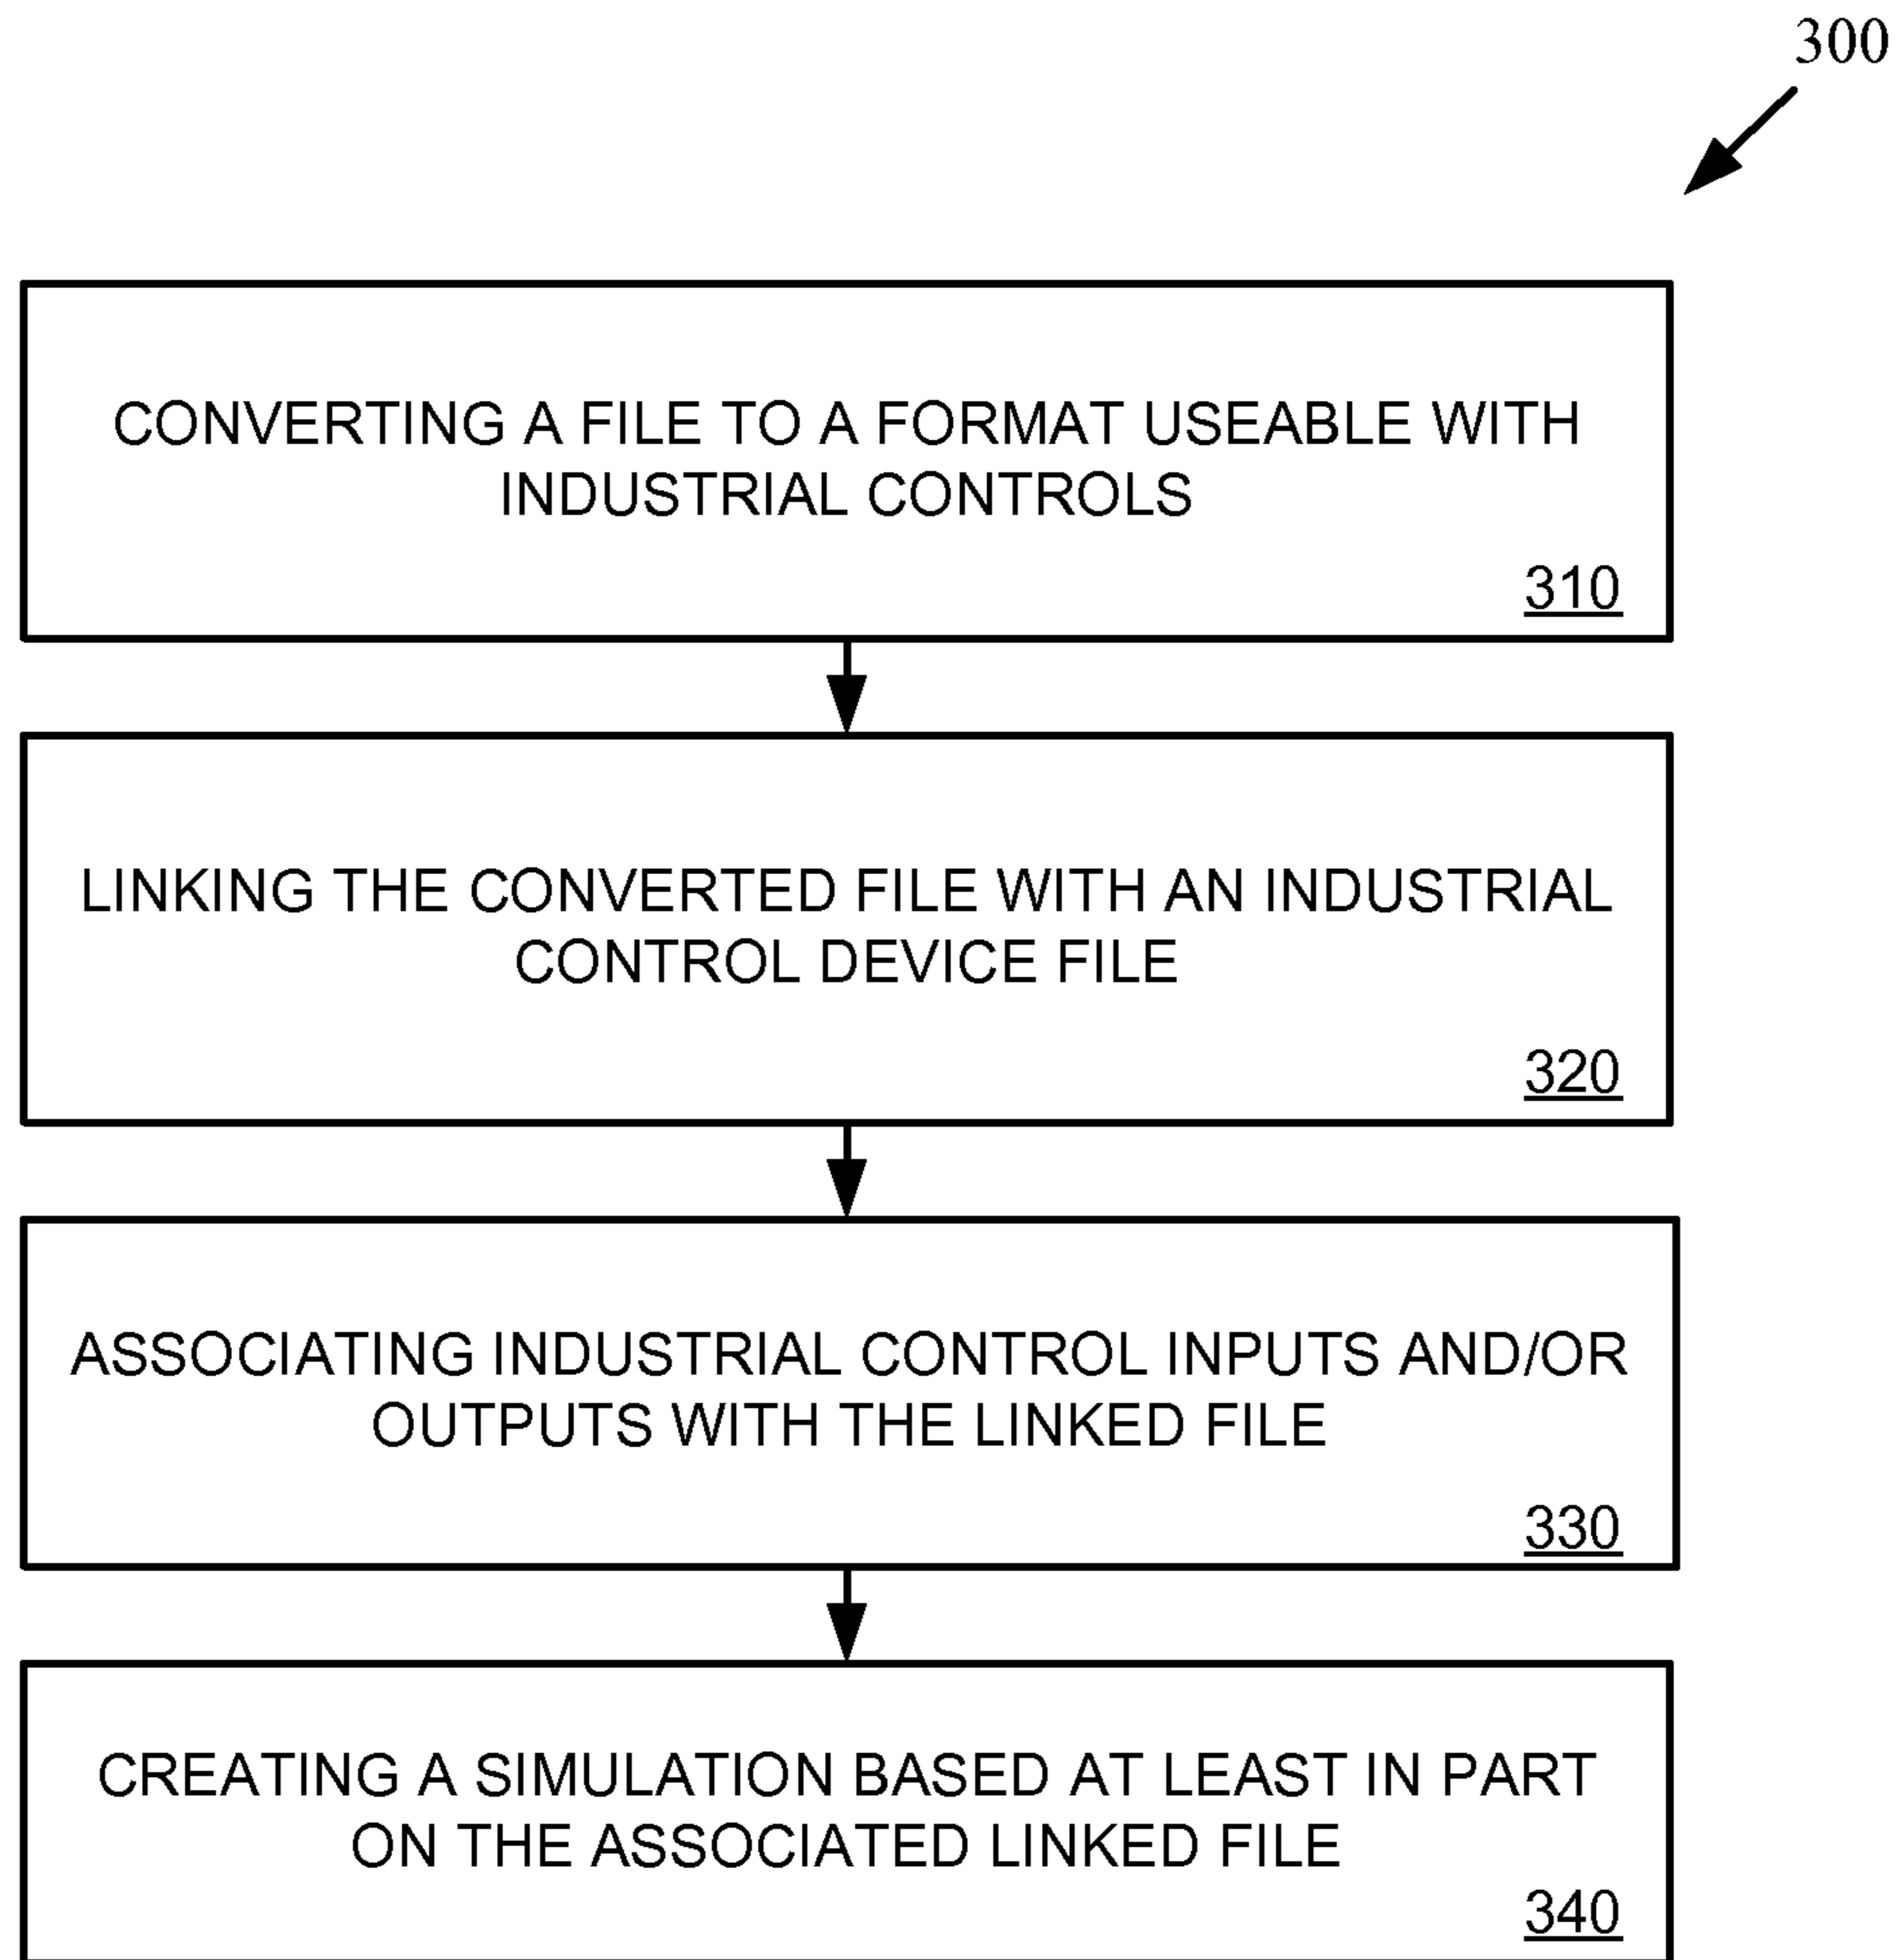 300
CONVERTING A FILE TO A FORMAT USEABLE WITH
INDUSTRIAL CONTROLS
310
LINKING THE CONVERTED FILE WITH AN INDUSTRIAL
CONTROL DEVICE FILE
320
ASSOCIATING INDUSTRIAL CONTROL INPUTS AND/OR
OUTPUTS WITH THE LINKED FILE
330
CREATING A SIMULATION BASED AT LEAST IN PART
ON THE ASSOCIATED LINKED FILE
340